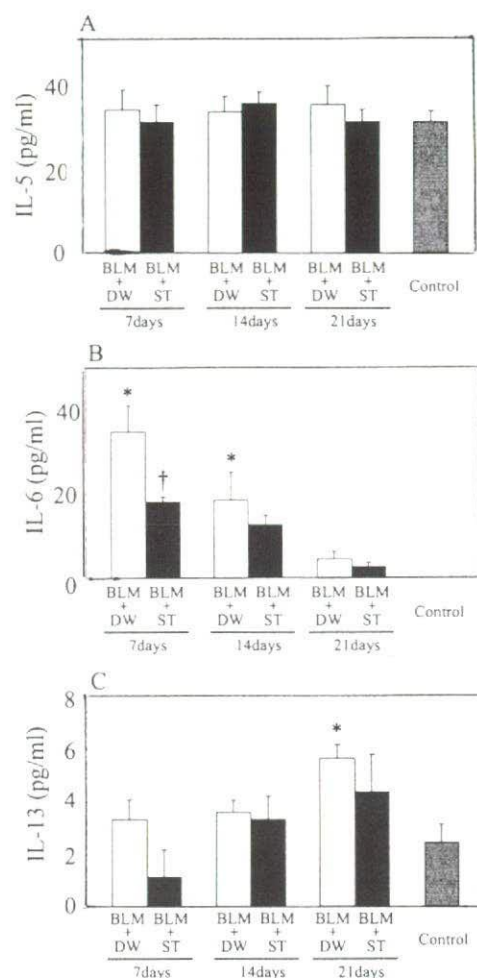 A
40
20
0
IL-5 (pg/ml)
BLM BLM BLM BLM BLM BLM
+ + + + + +
DW ST DW ST DW ST
Control
7days 14days 21days
B
*
†
*
40
20
0
IL-6 (pg/ml)
BLM BLM BLM BLM BLM BLM
+ + + + + +
DW ST DW ST DW ST
Control
7days 14days 21days
C
*
8
6
4
2
0
IL-13 (pg/ml)
BLM BLM BLM BLM BLM BLM
+ + + + + +
DW ST DW ST DW ST
Control
7days 14days 21days